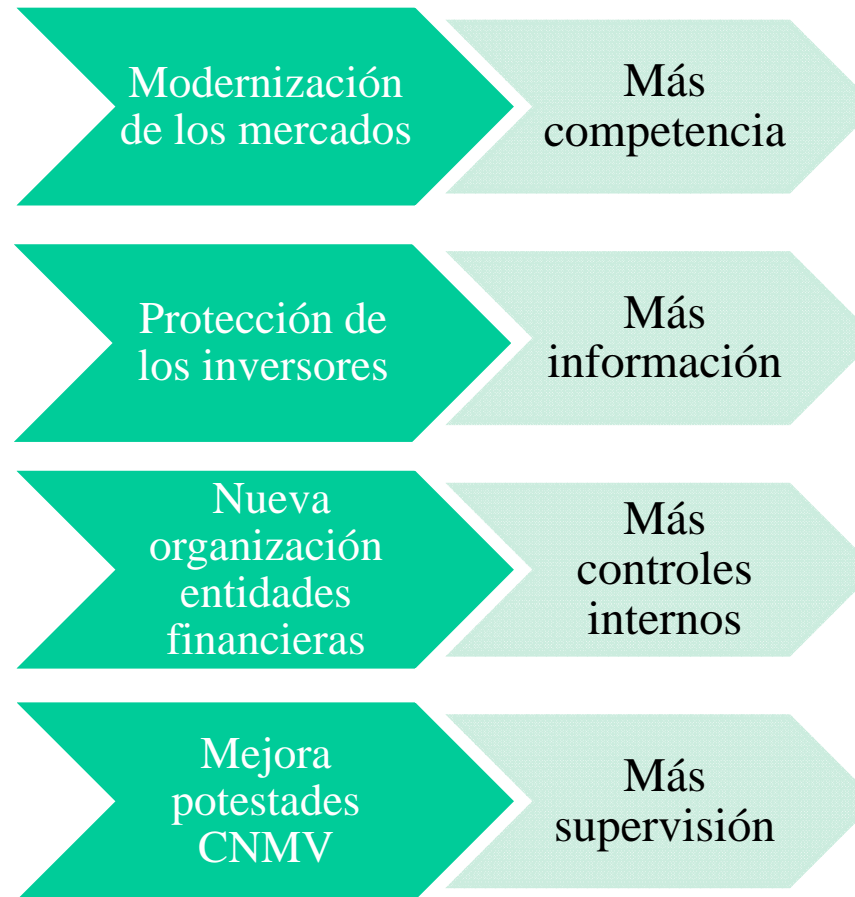 Modernización
de los mercados
Más
competencia
Protección de
los inversores
Más
información
Nueva
organización
entidades
financieras
Más
controles
internos
Mejora
potestades
CNMV
Más
supervisión